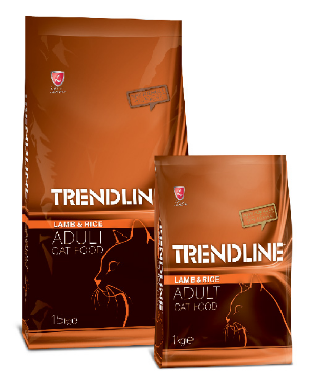 TRENDLINE
LAMB & RICE
ADULT
CAT FOOD
15kg e
TRENDLINE
LAMB & RICE
ADULT
CAT FOOD
1kg e